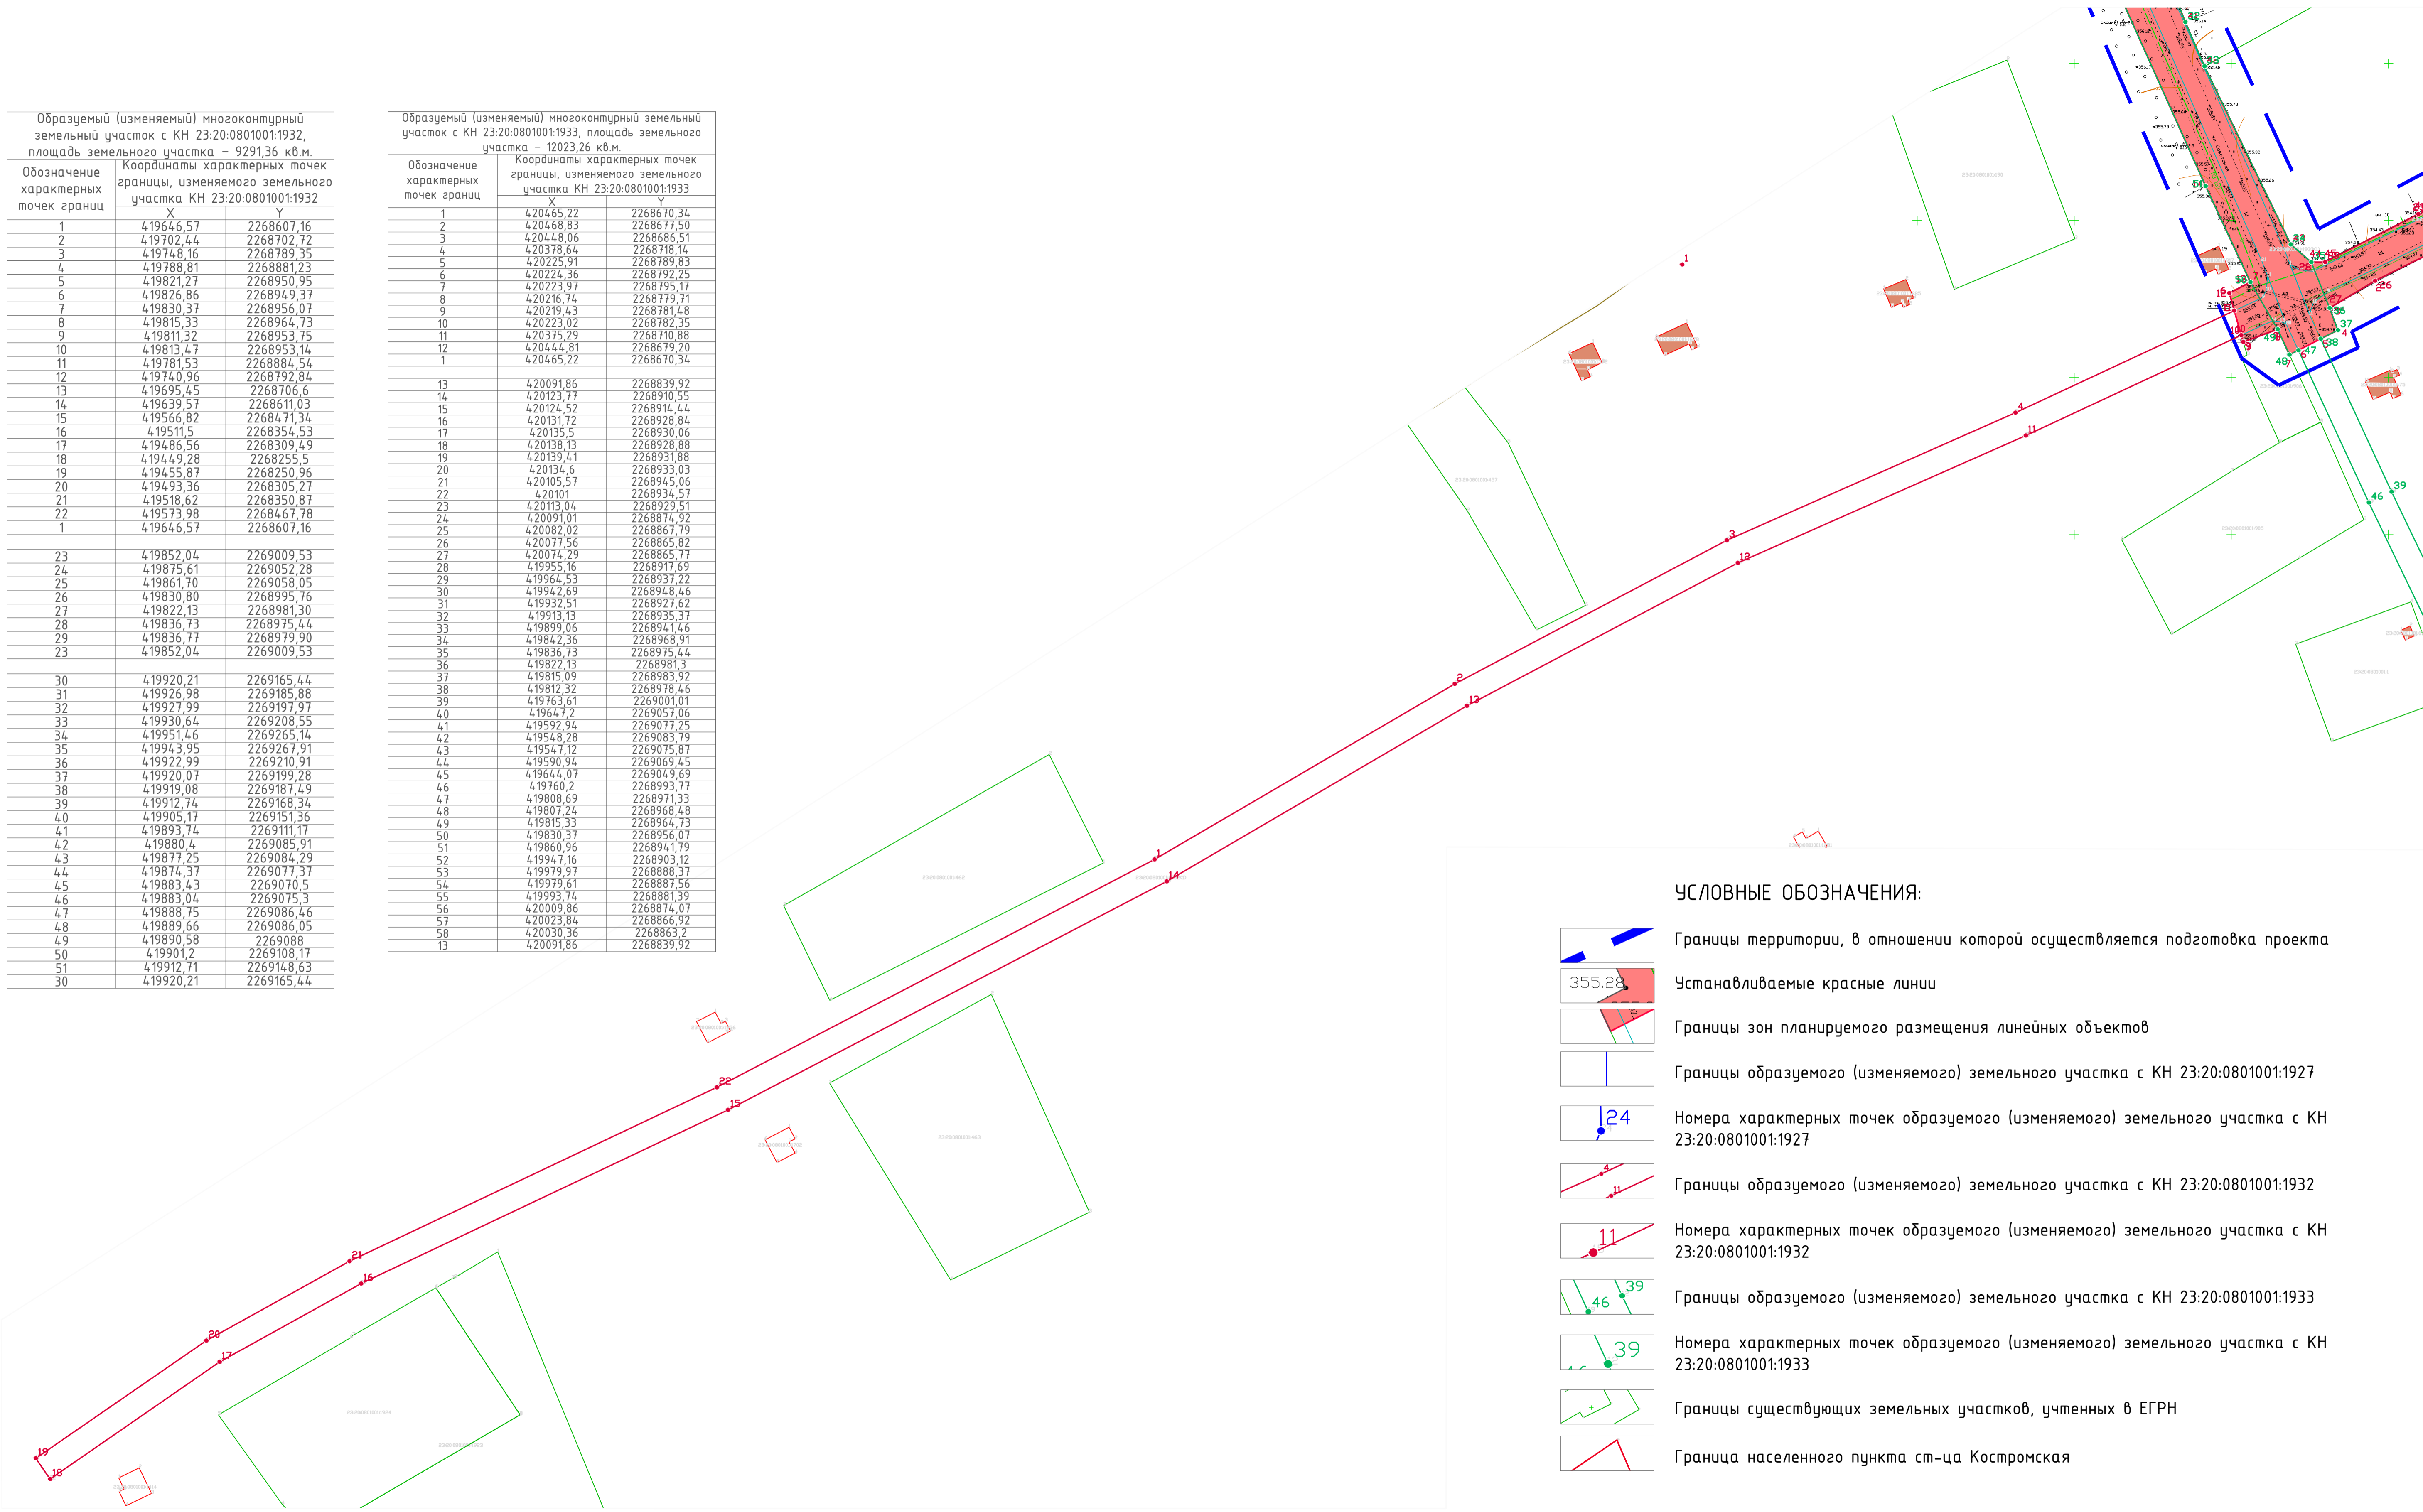 Образуемый (изменяемый) многоконтурный
земельный участок с КН 23:20:0801001:1932,
площадь земельного участка – 9291,36 кв.м.
Обозначение характерных точек границ
Координаты характерных точек
границы, изменяемого земельного
участка КН 23:20:0801001:1932
X Y
1 419646,57 2268607,16
2 419702,44 2268702,72
3 419748,16 2268789,35
4 419788,81 2268881,23
5 419821,27 2268950,95
6 419826,86 2268949,37
7 419830,37 2268956,07
8 419815,33 2268964,73
9 419811,32 2268953,75
10 419813,47 2268953,14
11 419781,53 2268884,54
12 419740,96 2268792,84
13 419695,45 2268706,6
14 419639,57 2268611,03
15 419566,82 2268471,34
16 419511,5 2268354,53
17 419486,56 2268309,49
18 419449,28 2268255,5
19 419455,87 2268250,96
20 419493,36 2268305,27
21 419518,62 2268350,87
22 419573,98 2268467,78
1 419646,57 2268607,16
23 419852,04 2269009,53
24 419875,61 2269052,28
25 419861,70 2269058,05
26 419830,80 2268995,76
27 419822,13 2268981,30
28 419836,73 2268975,44
29 419836,77 2268979,90
23 419852,04 2269009,53
30 419920,21 2269165,44
31 419926,98 2269185,88
32 419927,99 2269197,97
33 419930,64 2269208,55
34 419951,46 2269265,14
35 419943,95 2269267,91
36 419922,99 2269210,91
37 419920,07 2269199,28
38 419919,08 2269187,49
39 419912,74 2269168,34
40 419905,17 2269151,36
41 419893,74 2269111,17
42 419880,4 2269085,91
43 419877,25 2269084,29
44 419874,37 2269077,37
45 419883,43 2269070,5
46 419883,04 2269075,3
47 419888,75 2269086,46
48 419889,66 2269086,05
49 419890,58 2269088
50 419901,2 2269108,17
51 419912,71 2269148,63
30 419920,21 2269165,44
Образуемый (изменяемый) многоконтурный земельный
участок с КН 23:20:0801001:1933, площадь земельного
участка – 12023,26 кв.м.
Обозначение характерных точек границ
Координаты характерных точек
границы, изменяемого земельного
участка КН 23:20:0801001:1933
X Y
1 420465,22 2268670,34
2 420468,83 2268677,50
3 420448,06 2268686,51
4 420378,64 2268718,14
5 420225,91 2268789,83
6 420224,36 2268792,25
7 420223,97 2268795,17
8 420216,74 2268779,71
9 420219,43 2268781,48
10 420223,02 2268782,35
11 420375,29 2268710,88
12 420444,81 2268679,20
1 420465,22 2268670,34
13 420091,86 2268839,92
14 420123,77 2268910,55
15 420124,52 2268914,44
16 420131,72 2268928,84
17 420135,5 2268930,06
18 420138,13 2268928,88
19 420139,41 2268931,88
20 420134,6 2268933,03
21 420105,57 2268945,06
22 420101 2268934,57
23 420113,04 2268929,51
24 420091,01 2268874,92
25 420082,02 2268867,79
26 420077,56 2268865,82
27 420074,29 2268865,77
28 419955,16 2268917,69
29 419964,53 2268937,22
30 419942,69 2268948,46
31 419932,51 2268927,62
32 419913,13 2268935,37
33 419899,06 2268941,46
34 419842,36 2268968,91
35 419836,73 2268975,44
36 419822,13 2268981,3
37 419815,09 2268983,92
38 419812,32 2268978,46
39 419763,61 2269001,01
40 419647,2 2269057,06
41 419592,94 2269077,25
42 419548,28 2269083,79
43 419547,12 2269075,87
44 419590,94 2269069,45
45 419644,07 2269049,69
46 419760,2 2268993,77
47 419808,69 2268971,33
48 419807,24 2268968,48
49 419815,33 2268964,73
50 419830,37 2268956,07
51 419860,96 2268941,79
52 419947,16 2268903,12
53 419979,97 2268888,37
54 419979,61 2268887,56
55 419993,74 2268881,39
56 420009,86 2268874,07
57 420023,84 2268866,92
58 420030,36 2268863,2
13 420091,86 2268839,92
1
4
11
3
12
2
13
1
14
22
15
21
16
20
17
19
18
46
39
37
38
47
48
УСЛОВНЫЕ ОБОЗНАЧЕНИЯ:
Границы территории, в отношении которой осуществляется подготовка проекта
355.28
Устанавливаемые красные линии
Границы зон планируемого размещения линейных объектов
Границы образуемого (изменяемого) земельного участка с КН 23:20:0801001:1927
24
Номера характерных точек образуемого (изменяемого) земельного участка с КН
23:20:0801001:1927
4
11
Границы образуемого (изменяемого) земельного участка с КН 23:20:0801001:1932
11
Номера характерных точек образуемого (изменяемого) земельного участка с КН
23:20:0801001:1932
46 39
Границы образуемого (изменяемого) земельного участка с КН 23:20:0801001:1933
39
Номера характерных точек образуемого (изменяемого) земельного участка с КН
23:20:0801001:1933
Границы существующих земельных участков, учтенных в ЕГРН
Граница населенного пункта ст-ца Костромская